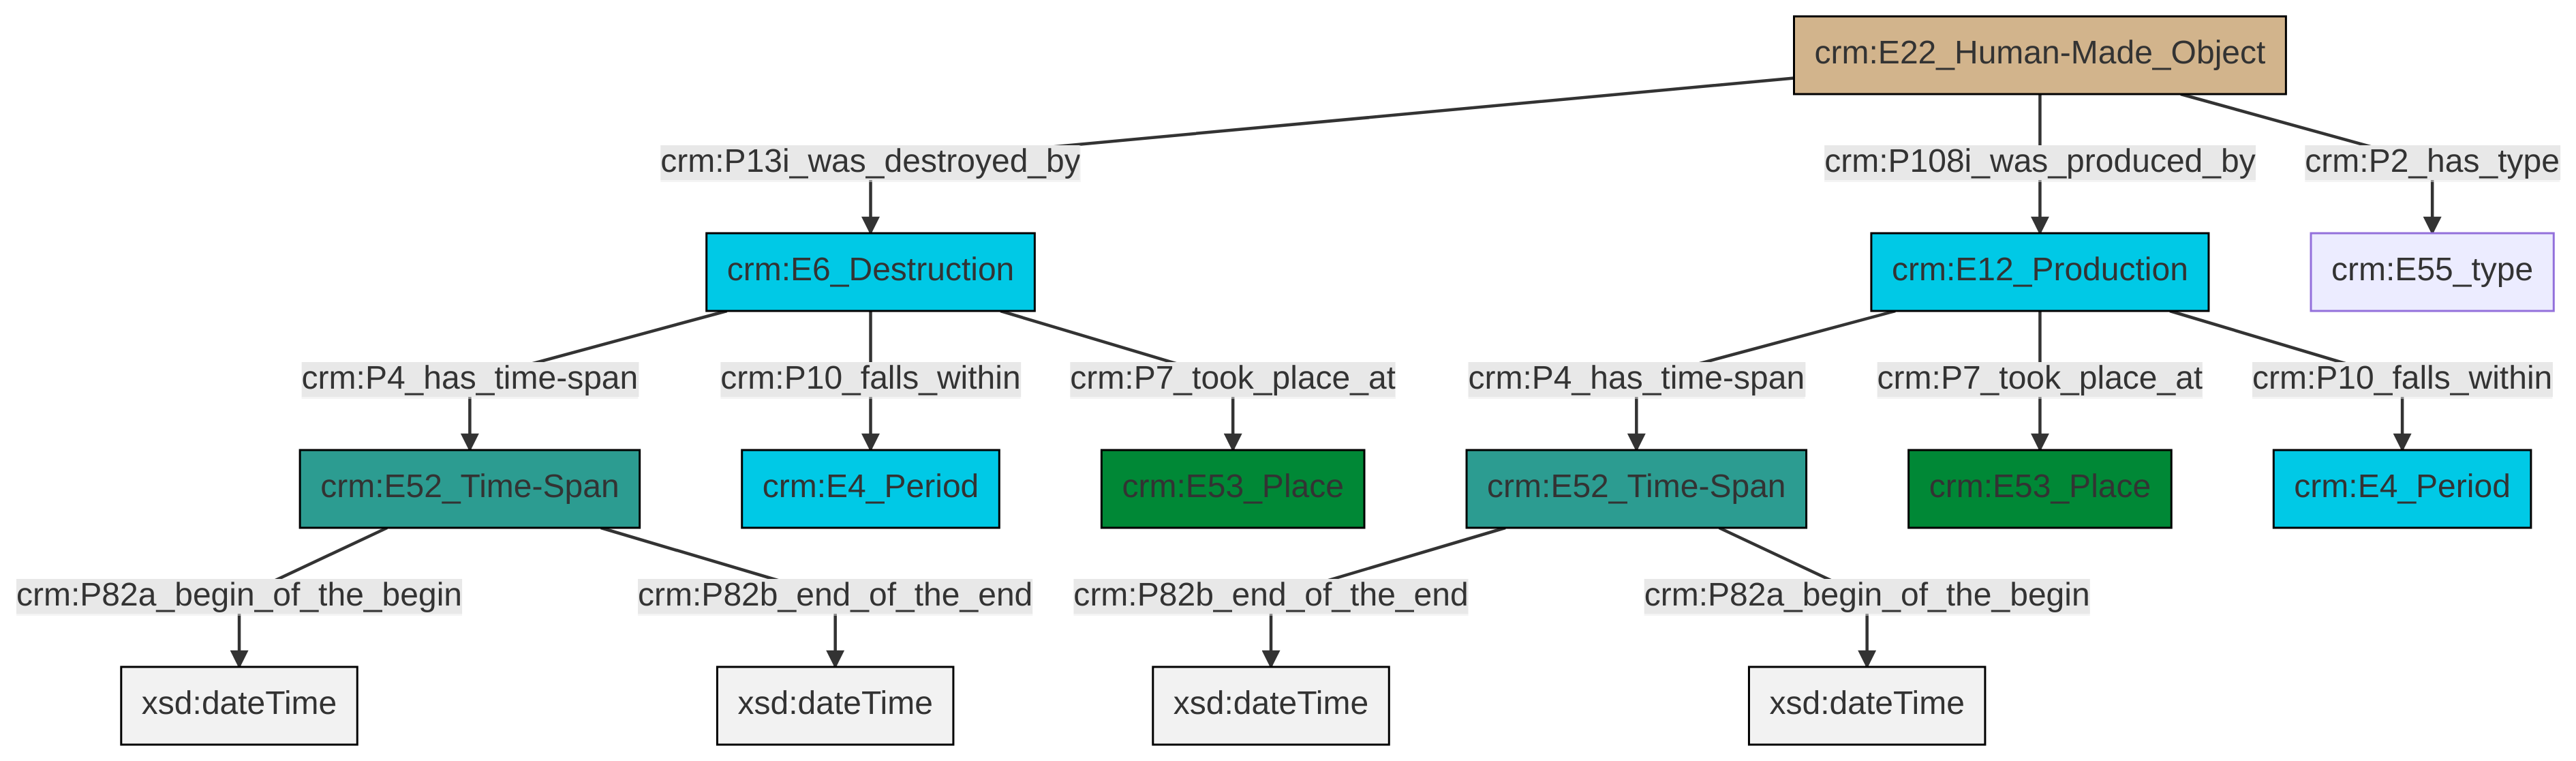 crm:E22_Human-Made_Object
crm:P13i_was_destroyed_by
crm:P108i_was_produced_by
crm:P2_has_type
crm:E6_Destruction
crm:E12_Production
crm:E55_type
crm:P4_has_time-span
crm:P10_falls_within
crm:P7_took_place_at
crm:P4_has_time-span
crm:P7_took_place_at
crm:P10_falls_within
crm:E52_Time-Span
crm:E4_Period
crm:E53_Place
crm:E52_Time-Span
crm:E53_Place
crm:E4_Period
crm:P82a_begin_of_the_begin
crm:P82b_end_of_the_end
crm:P82b_end_of_the_end
crm:P82a_begin_of_the_begin
xsd:dateTime
xsd:dateTime
xsd:dateTime
xsd:dateTime